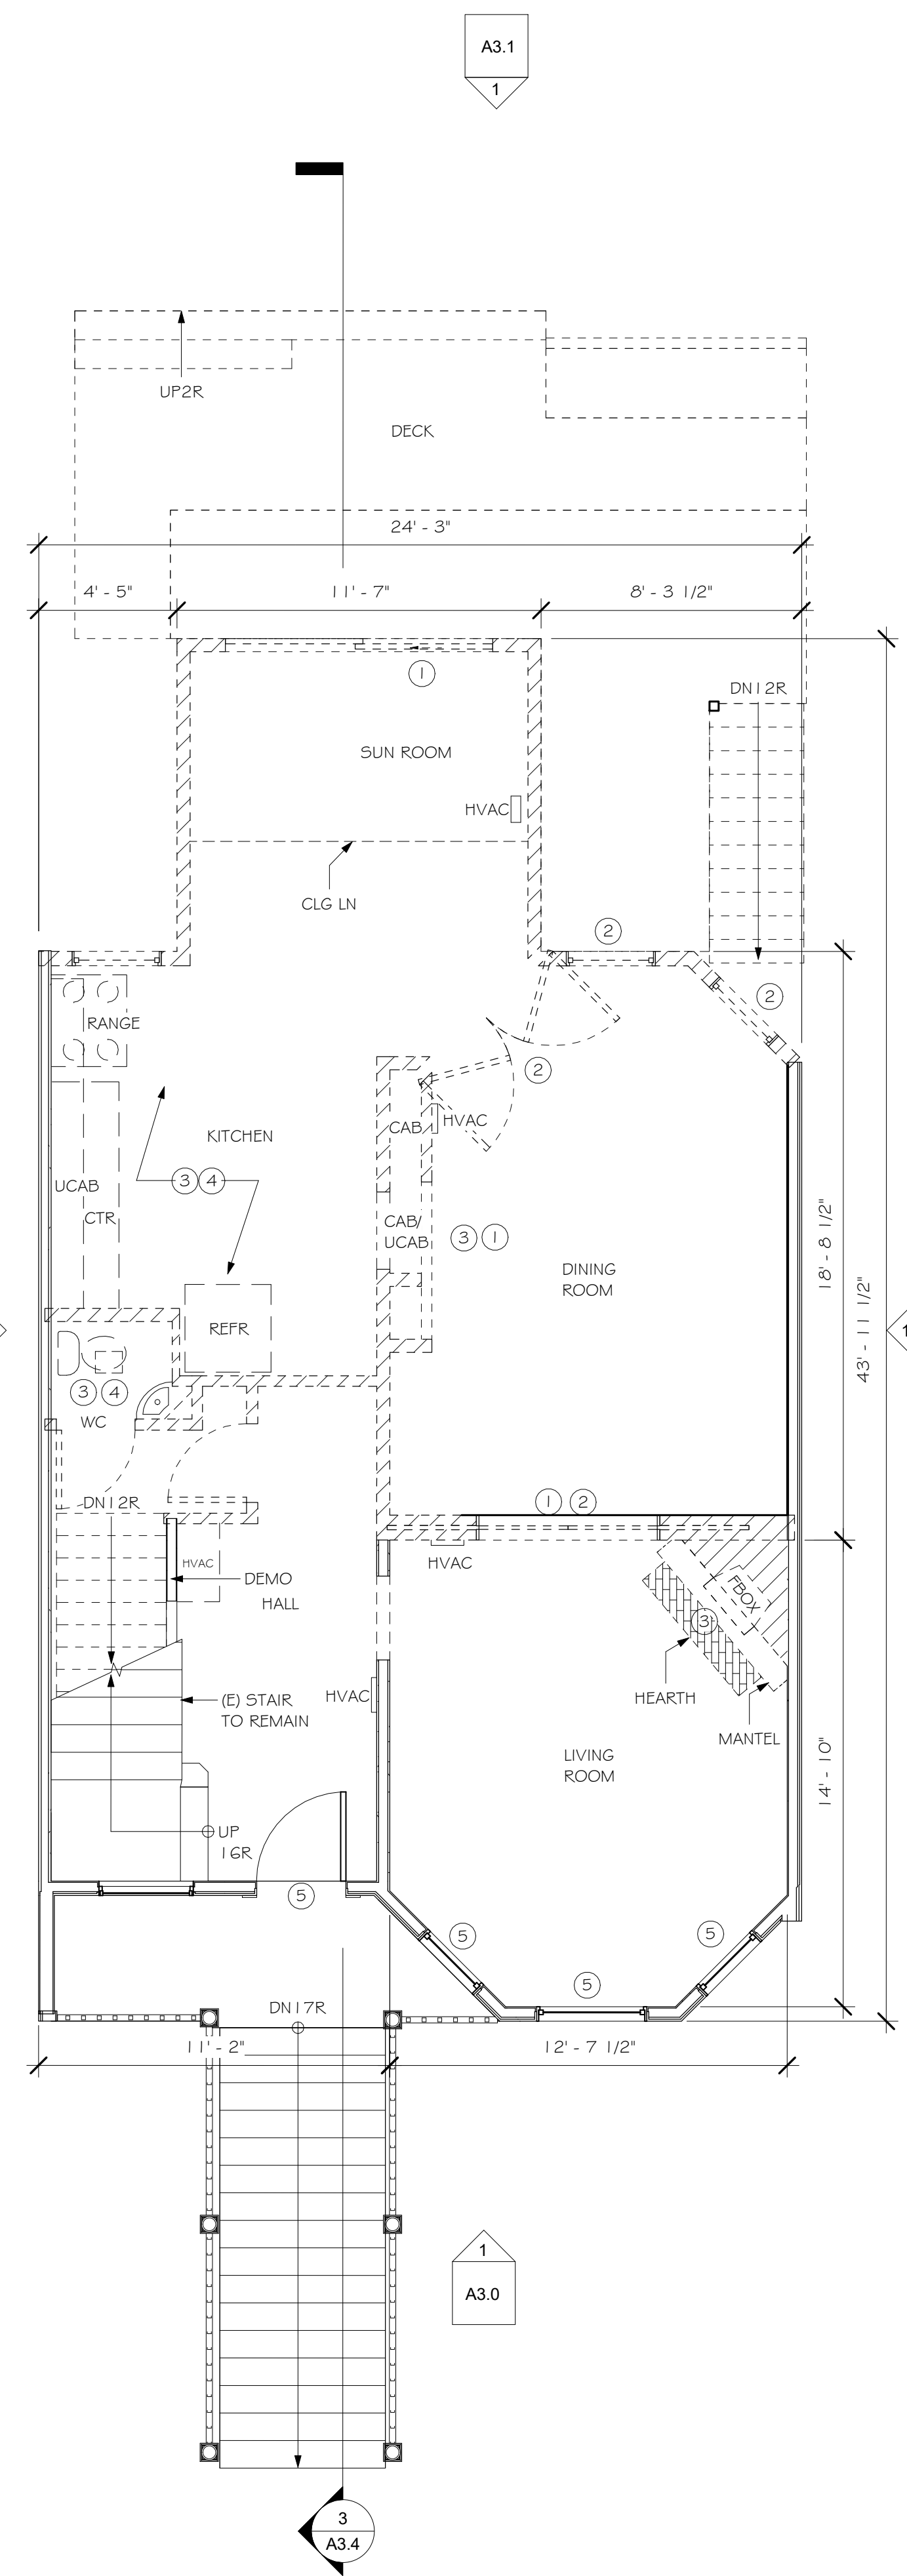 A3.1
1
UP2R
DECK
24' - 3"
4' - 5"
11' - 7"
8' - 3 1/2"
1
DN12R
SUN ROOM
HVAC
CLG LN
2
2
RANGE
2
CAB
HVAC
KITCHEN
3 4
UCAB
CTR
CAB/
UCAB
3 1
18' - 8 1/2"
43' - 11 1/2"
DINING
ROOM
REFR
1
3 4
WC
DN12R
1 2
HVAC
HVAC
DEMO
HALL
FBOX
3
HVAC
(E) STAIR
TO REMAIN
HEARTH
MANTEL
LIVING
ROOM
14' - 10"
UP
16R
5
5
5
5
DN17R
11' - 2"
12' - 7 1/2"
1
A3.0
3
A3.4